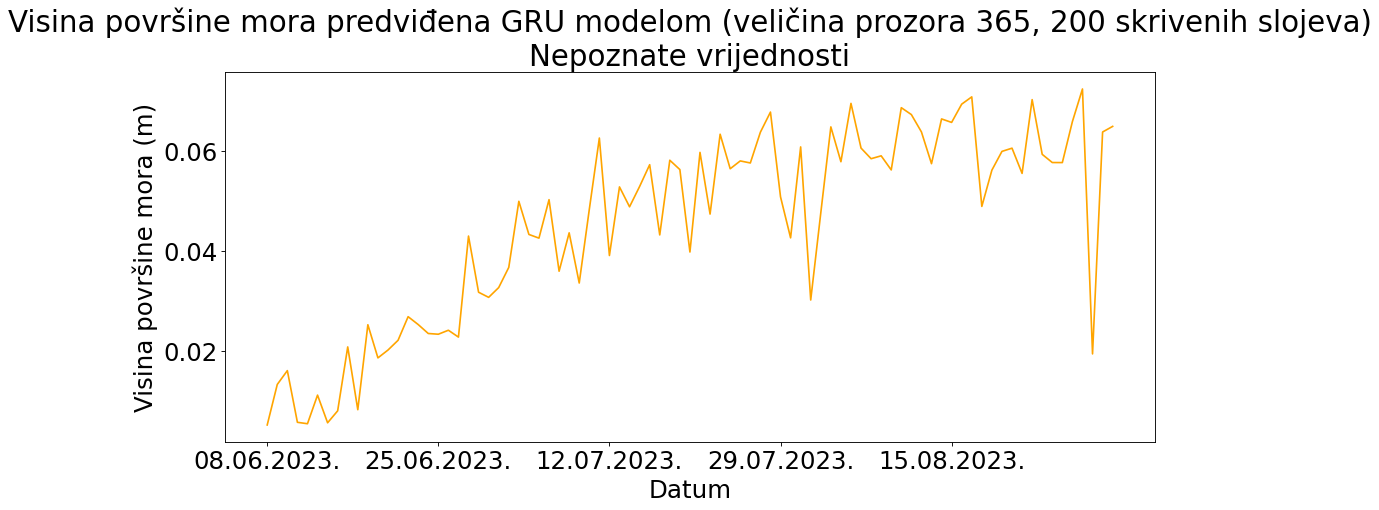 Visina površine mora predviđena GRU modelom (veličina prozora 365, 200 skrivenih slojeva)
Nepoznate vrijednosti
Visina površine mora (m)
0.06
0.04
0.02
08.06.2023. 25.06.2023. 12.07.2023. 29.07.2023. 15.08.2023.
Datum